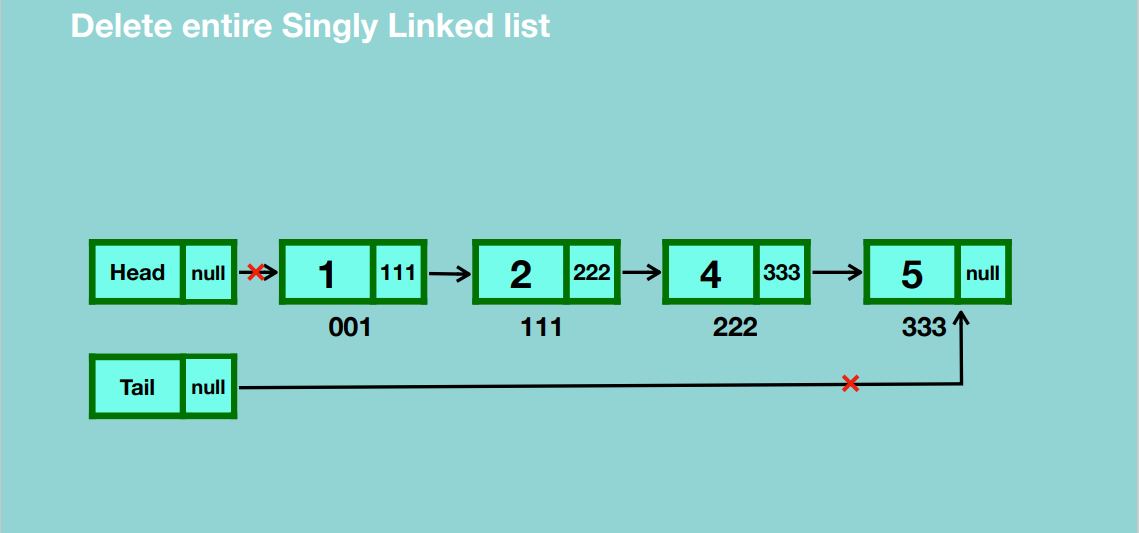 Delete entire Singly Linked list
Head null 1 111 2 222 4 333 5 null
001 111 222 333
Tail null